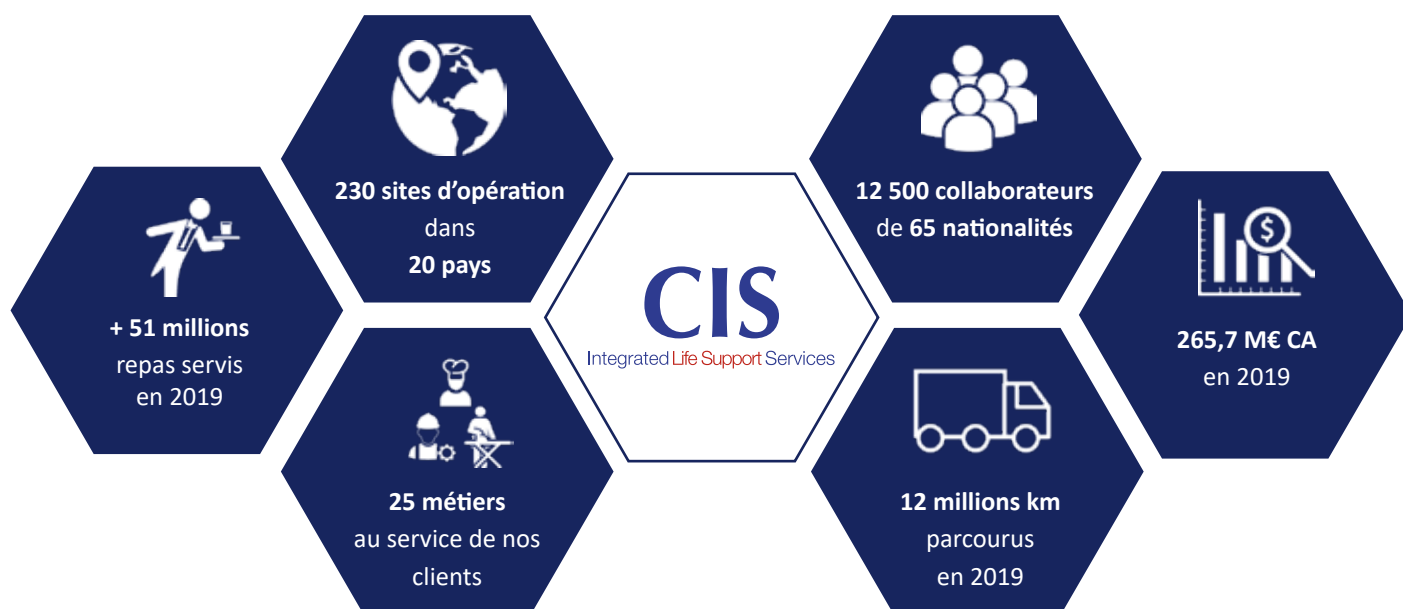 + 51 millions
repas servis
en 2019
230 sites d’opération
dans
20 pays
25 métiers
au service de nos
clients
CIS
Integrated Life Support Services
12 500 collaborateurs
de 65 nationalités
12 millions km
parcourus
en 2019
$
265,7 M€ CA
en 2019